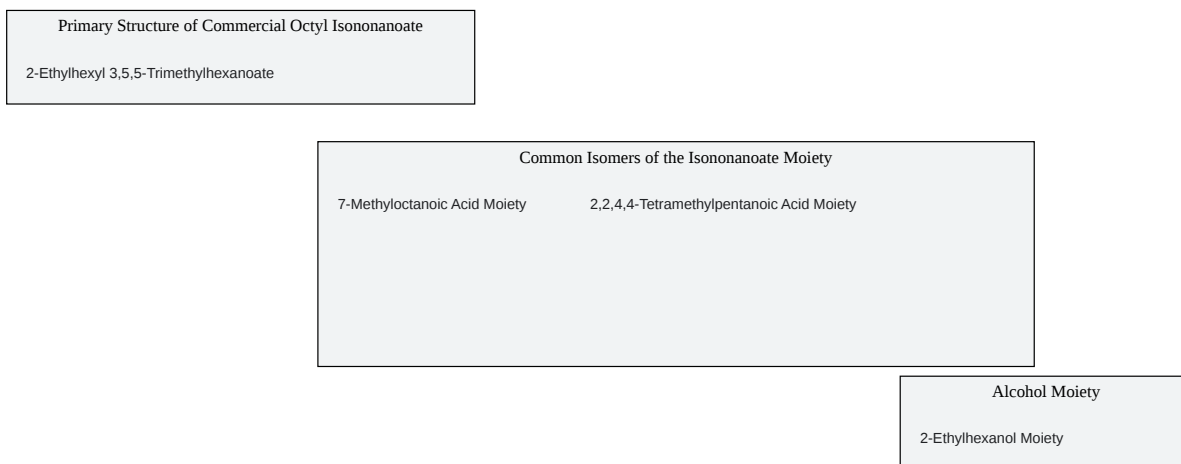 Primary Structure of Commercial Octyl Isononanoate
2-Ethylhexyl 3,5,5-Trimethylhexanoate
Common Isomers of the Isononanoate Moiety
7-Methyloctanoic Acid Moiety
2,2,4,4-Tetramethylpentanoic Acid Moiety
Alcohol Moiety
2-Ethylhexanol Moiety